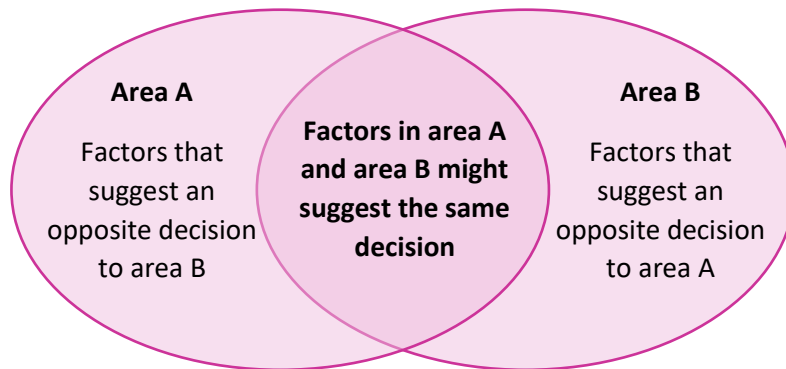 Area A
Factors that
suggest an
opposite decision
to area B
Factors in area A
and area B might
suggest the same
decision
Area B
Factors that
suggest an
opposite decision
to area A